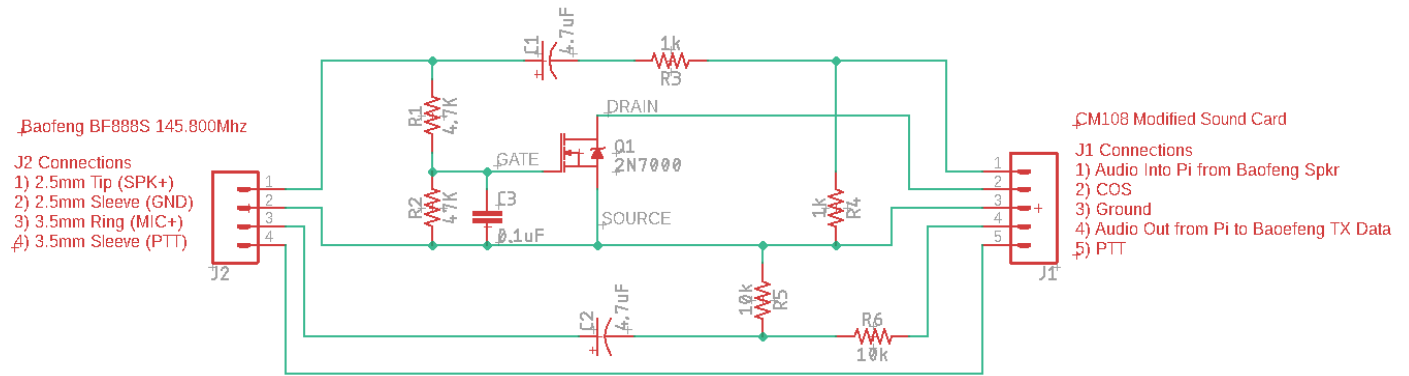 C1
4.7uF
1k
R3
DRAIN
R1
4.7K
Q1
2N7000
GATE
Baofeng BF888S 145.800Mhz
J2 Connections
1) 2.5mm Tip (SPK+)
2) 2.5mm Sleeve (GND)
3) 3.5mm Ring (MIC+)
4) 3.5mm Sleeve (PTT)
1
2
3
4
J2
R2
47K
C3
0.1uF
SOURCE
1k
R4
CM108 Modified Sound Card
J1 Connections
1) Audio Into Pi from Baofeng Spkr
2) COS
3) Ground
4) Audio Out from Pi to Baoefeng TX Data
5) PTT
1
2
3
4
5
J1
10k
R5
C2
4.7uF
R6
10k